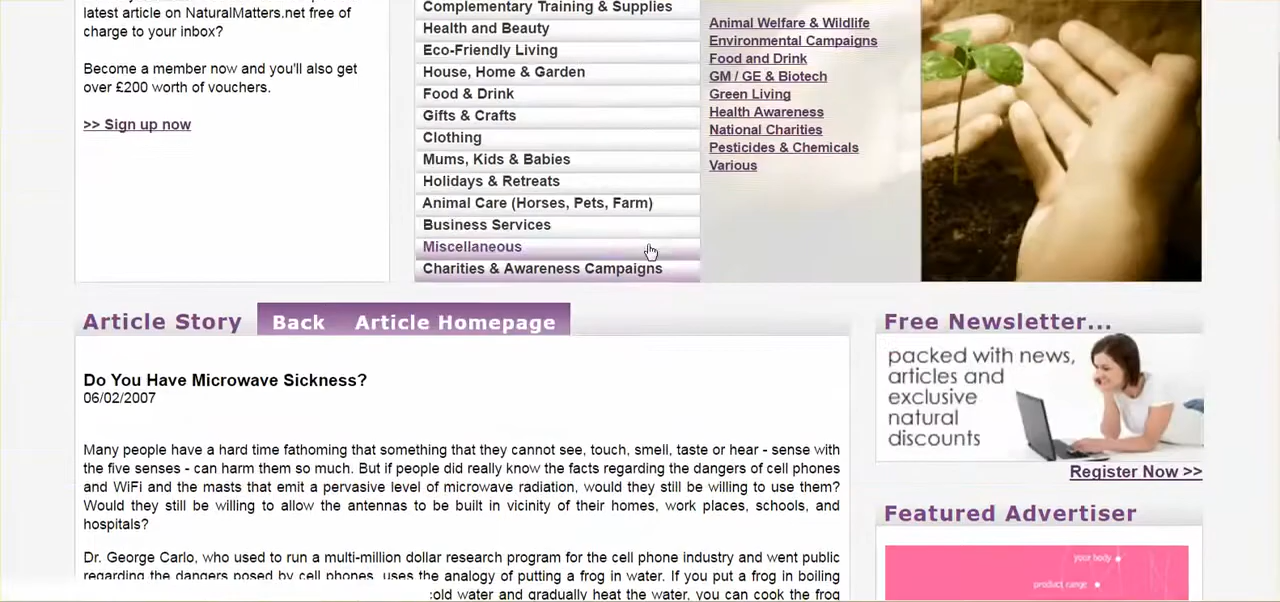 latest article on NaturalMatters.net free of
charge to your inbox?
Become a member now and you'll also get
over £200 worth of vouchers.
>> Sign up now
Complementary Training & Supplies
Health and Beauty
Eco-Friendly Living
House, Home & Garden
Food & Drink
Gifts & Crafts
Clothing
Mums, Kids & Babies
Holidays & Retreats
Animal Care (Horses, Pets, Farm)
Business Services
Miscellaneous
Charities & Awareness Campaigns
Animal Welfare & Wildlife
Environmental Campaigns
Food and Drink
GM / GE & Biotech
Green Living
Health Awareness
National Charities
Pesticides & Chemicals
Various
Article Story Back Article Homepage
Do You Have Microwave Sickness?
06/02/2007
Many people have a hard time fathoming that something that they cannot see, touch, smell, taste or hear - sense with
the five senses - can harm them so much. But if people did really know the facts regarding the dangers of cell phones
and WiFi and the masts that emit a pervasive level of microwave radiation, would they still be willing to use them?
Would they still be willing to allow the antennas to be built in vicinity of their homes, work places, schools, and
hospitals?
Dr. George Carlo, who used to run a multi-million dollar research program for the cell phone industry and went public
regarding the dangers posed by cell phones, uses the analogy of putting a frog in water. If you put a frog in boiling
old water and gradually heat the water, you can cook the frog
Free Newsletter...
packed with news,
articles and
exclusive
natural
discounts
Register Now >>
Featured Advertiser
your body
product range